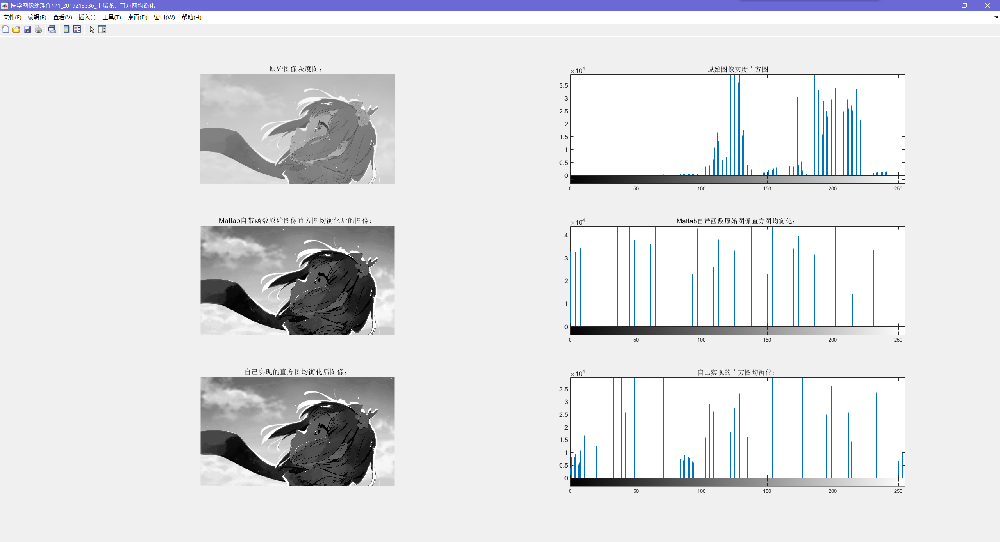 医学图像处理作业1_2019213336_王瑞龙：直方图均衡化
文件(F) 编辑(E) 查看(V) 插入(I) 工具(T) 桌面(D) 窗口(W) 帮助(H)
原始图像灰度图：
原始图像灰度直方图
×10^4
3.5
3
2.5
2
1.5
1
0.5
0
0 50 100 150 200 250
Matlab自带函数原始图像直方图均衡化后的图像：
Matlab自带函数原始图像直方图均衡化：
×10^4
4
3
2
1
0
0 50 100 150 200 250
自己实现的直方图均衡化后图像：
自己实现的直方图均衡化：
×10^4
3.5
3
2.5
2
1.5
1
0.5
0
0 50 100 150 200 250